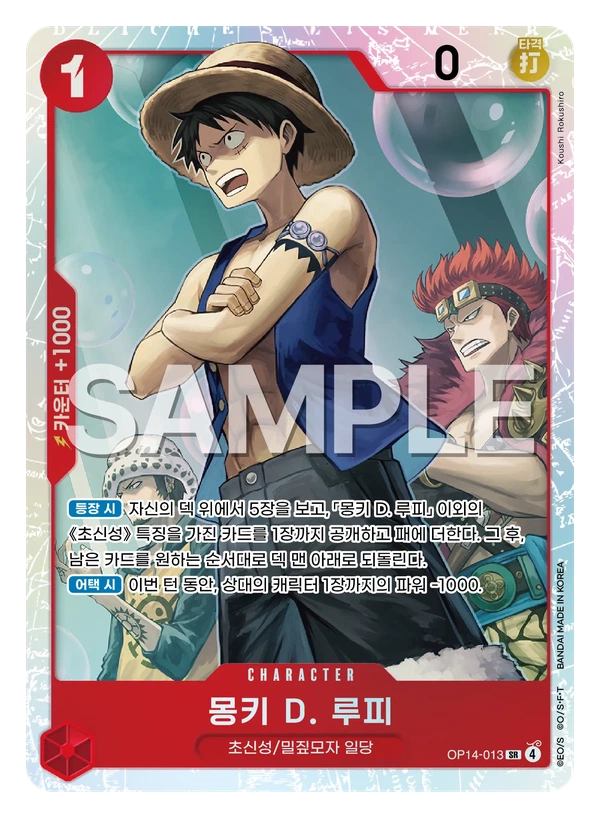 1
0
타격
打
Koushi Rokushiro
카운터 +1000
SAMPLE
등장 시 자신의 덱 위에서 5장을 보고, 「몽키 D. 루피」 이외의
《초신성》 특징을 가진 카드를 1장까지 공개하고 패에 더한다. 그 후,
남은 카드를 원하는 순서대로 덱 맨 아래로 되돌린다.
어택 시 이번 턴 동안, 상대의 캐릭터 1장까지의 파워 -1000.
CHARACTER
몽키 D. 루피
초신성/밀짚모자 일당
OP14-013 SR 4
©E.O/S ©O/S·F·T BANDAI MADE IN KOREA